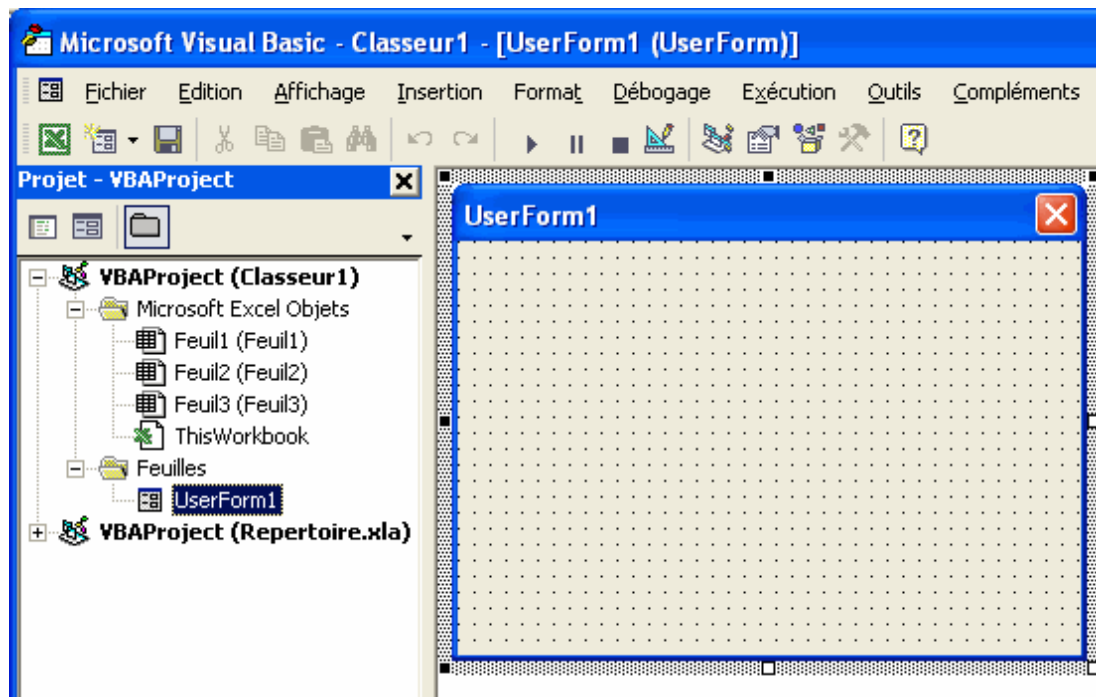 Microsoft Visual Basic - Classeur1 - [UserForm1 (UserForm)]
Fichier Edition Affichage Insertion Format Débogage Exécution Outils Compléments
Projet - VBAProject
UserForm1
VBAProject (Classeur1)
Microsoft Excel Objets
Feuil1 (Feuil1)
Feuil2 (Feuil2)
Feuil3 (Feuil3)
ThisWorkbook
Feuilles
UserForm1
VBAProject (Repertoire.xla)